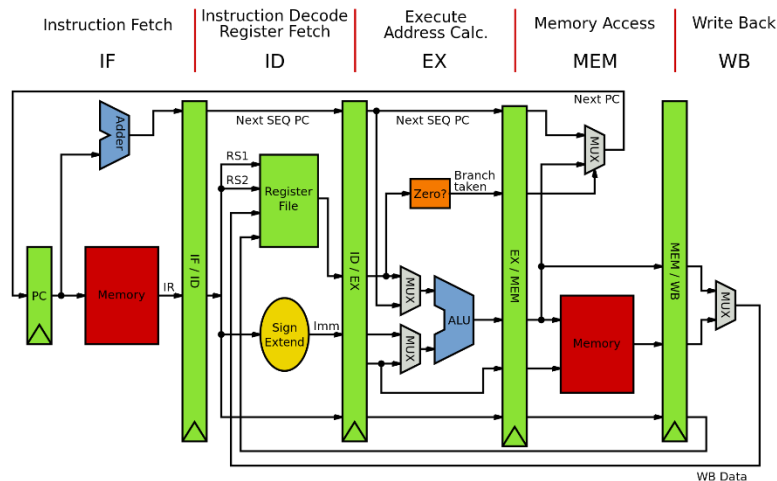 Instruction Fetch
IF
Instruction Decode
Register Fetch
ID
Execute
Address Calc.
EX
Memory Access
MEM
Write Back
WB
Next PC
Adder
Next SEQ PC
Next SEQ PC
MUX
RS1
RS2
Register
File
Branch
taken
Zero?
IF / ID
ID / EX
EX / MEM
MEM / WB
PC
Memory
IR
MUX
ALU
MUX
Sign
Extend
Imm
MUX
Memory
WB Data